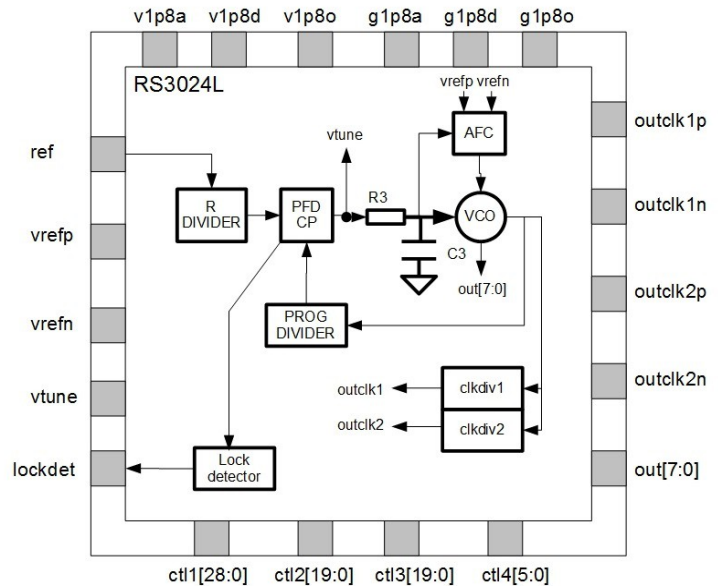 v1p8a v1p8d v1p8o g1p8a g1p8d g1p8o
RS3024L
vrefp vrefn
outclk1p
AFC
vtune
ref
R
DIVIDER
PFD
CP
R3
VCO
outclk1n
vrefp
C3
out[7:0]
outclk2p
vrefn
PROG
DIVIDER
vtune
outclk1
clkdiv1
outclk2n
outclk2
clkdiv2
lockdet
Lock
detector
out[7:0]
ctl1[28:0] ctl2[19:0] ctl3[19:0] ctl4[5:0]